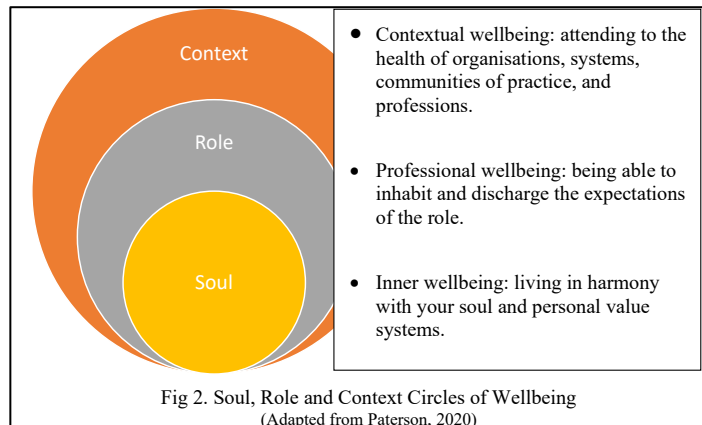 Context
Role
Soul
• Contextual wellbeing: attending to the
health of organisations, systems,
communities of practice, and
professions.
• Professional wellbeing: being able to
inhabit and discharge the expectations
of the role.
• Inner wellbeing: living in harmony
with your soul and personal value
systems.
Fig 2. Soul, Role and Context Circles of Wellbeing
(Adapted from Paterson, 2020)